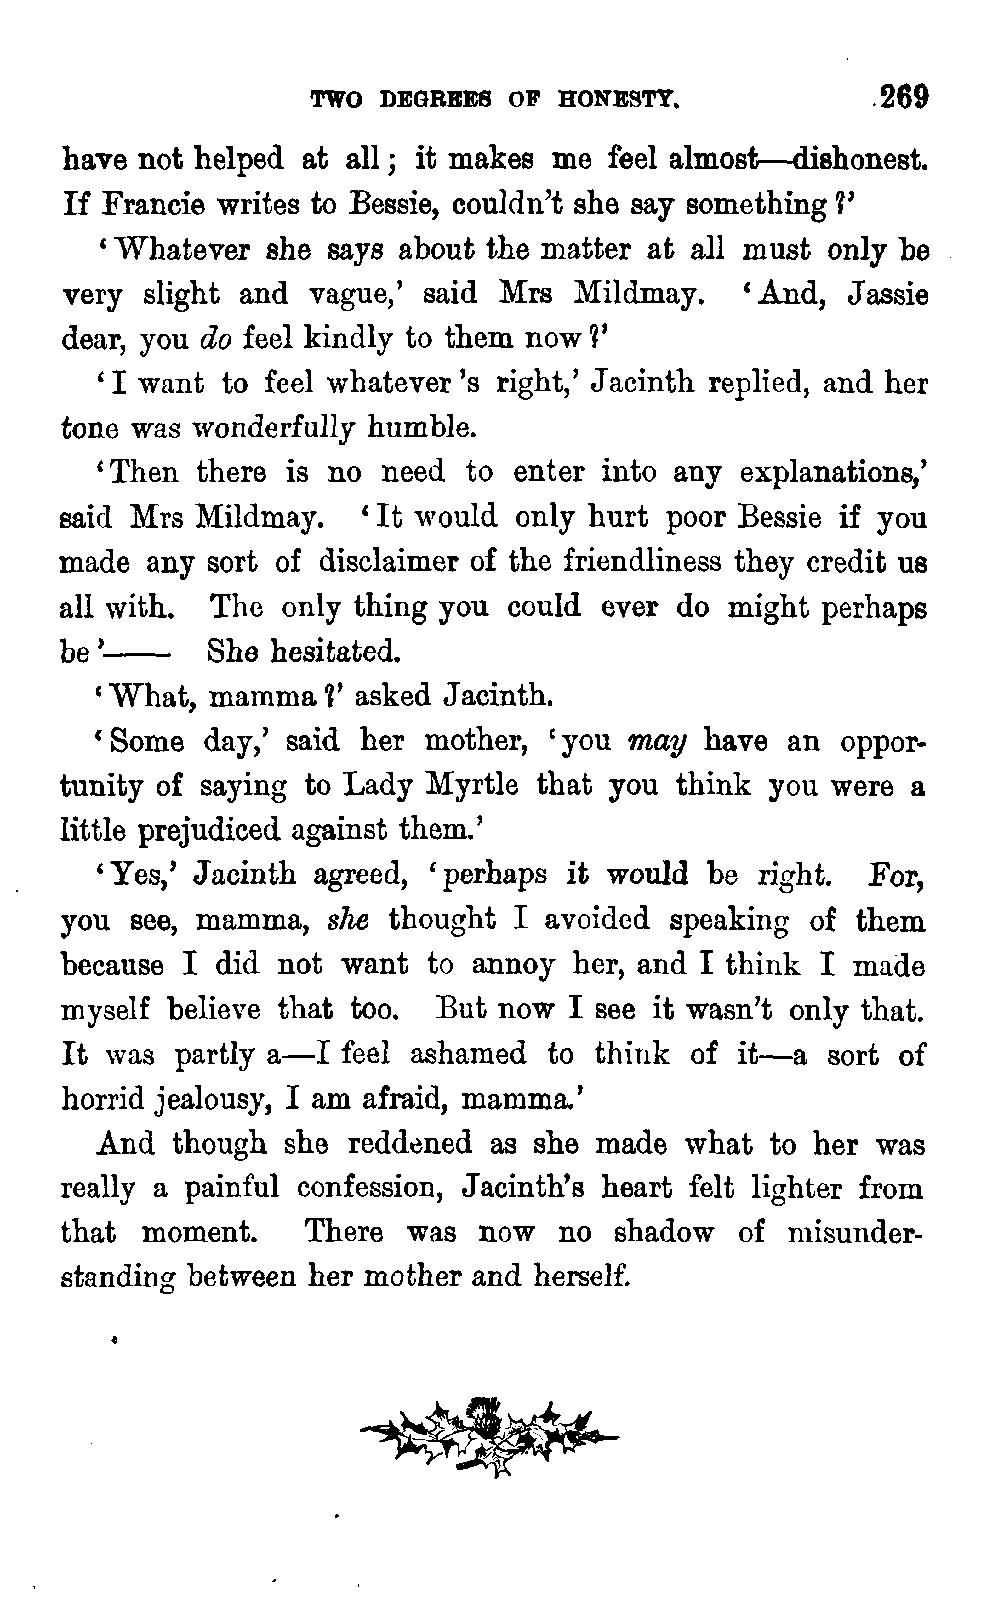 TWO DEGREES OF HONESTY. 269
have not helped at all; it makes me feel almost—dishonest.
If Francie writes to Bessie, couldn't she say something?'
'Whatever she says about the matter at all must only be
very slight and vague,' said Mrs Mildmay. 'And, Jassie
dear, you do feel kindly to them now?'
'I want to feel whatever 's right,' Jacinth replied, and her
tone was wonderfully humble.
'Then there is no need to enter into any explanations,'
said Mrs Mildmay. 'It would only hurt poor Bessie if you
made any sort of disclaimer of the friendliness they credit us
all with. The only thing you could ever do might perhaps
be'—— She hesitated.
'What, mamma?' asked Jacinth.
'Some day,' said her mother, 'you may have an oppor-
tunity of saying to Lady Myrtle that you think you were a
little prejudiced against them.'
'Yes,' Jacinth agreed, 'perhaps it would be right. For,
you see, mamma, she thought I avoided speaking of them
because I did not want to annoy her, and I think I made
myself believe that too. But now I see it wasn't only that.
It was partly a—I feel ashamed to think of it—a sort of
horrid jealousy, I am afraid, mamma.'
And though she reddened as she made what to her was
really a painful confession, Jacinth's heart felt lighter from
that moment. There was now no shadow of misunder-
standing between her mother and herself.